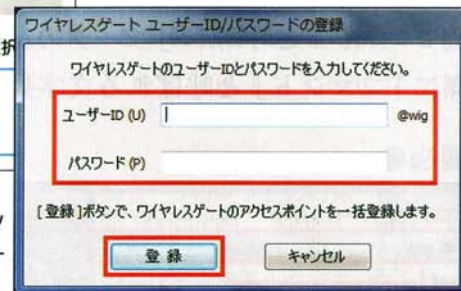 ワイヤレスゲート ユーザーID/パスワードの登録
択
ワイヤレスゲートのユーザーIDとパスワードを入力してください。
ユーザーID (U)
@wig
パスワード (P)
[登録]ボタンで、ワイヤレスゲートのアクセスポイントを一括登録します。
登 録
キャンセル